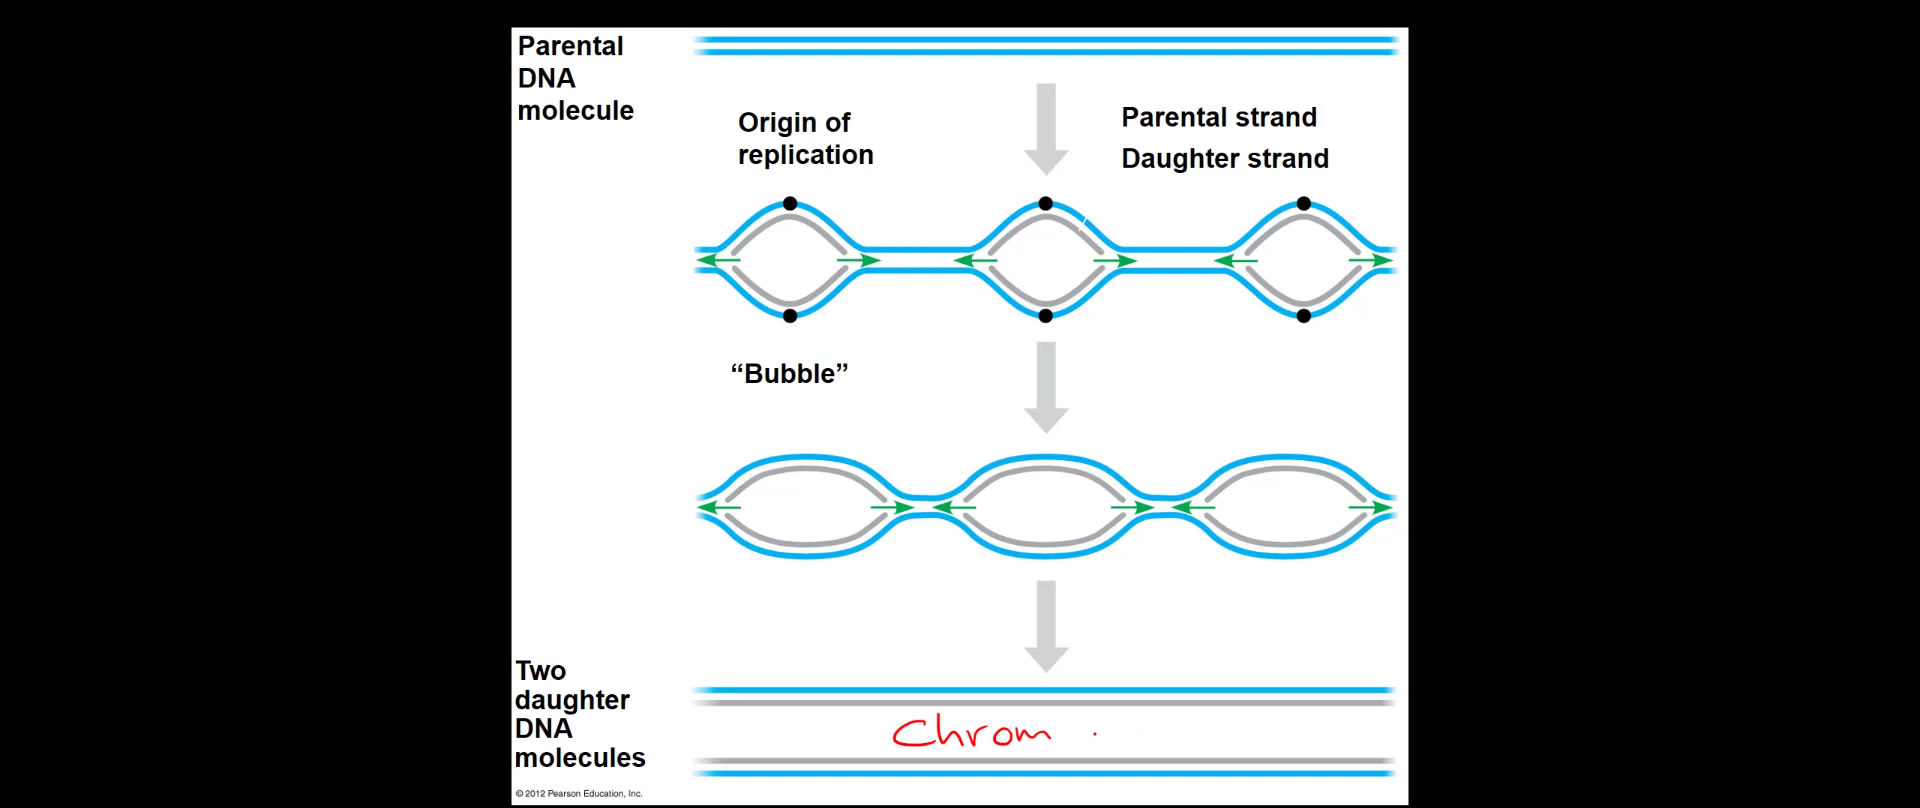 Parental
DNA
molecule
Origin of
replication
Parental strand
Daughter strand
“Bubble”
Two
daughter
DNA
molecules
Chrom .
© 2012 Pearson Education, Inc.